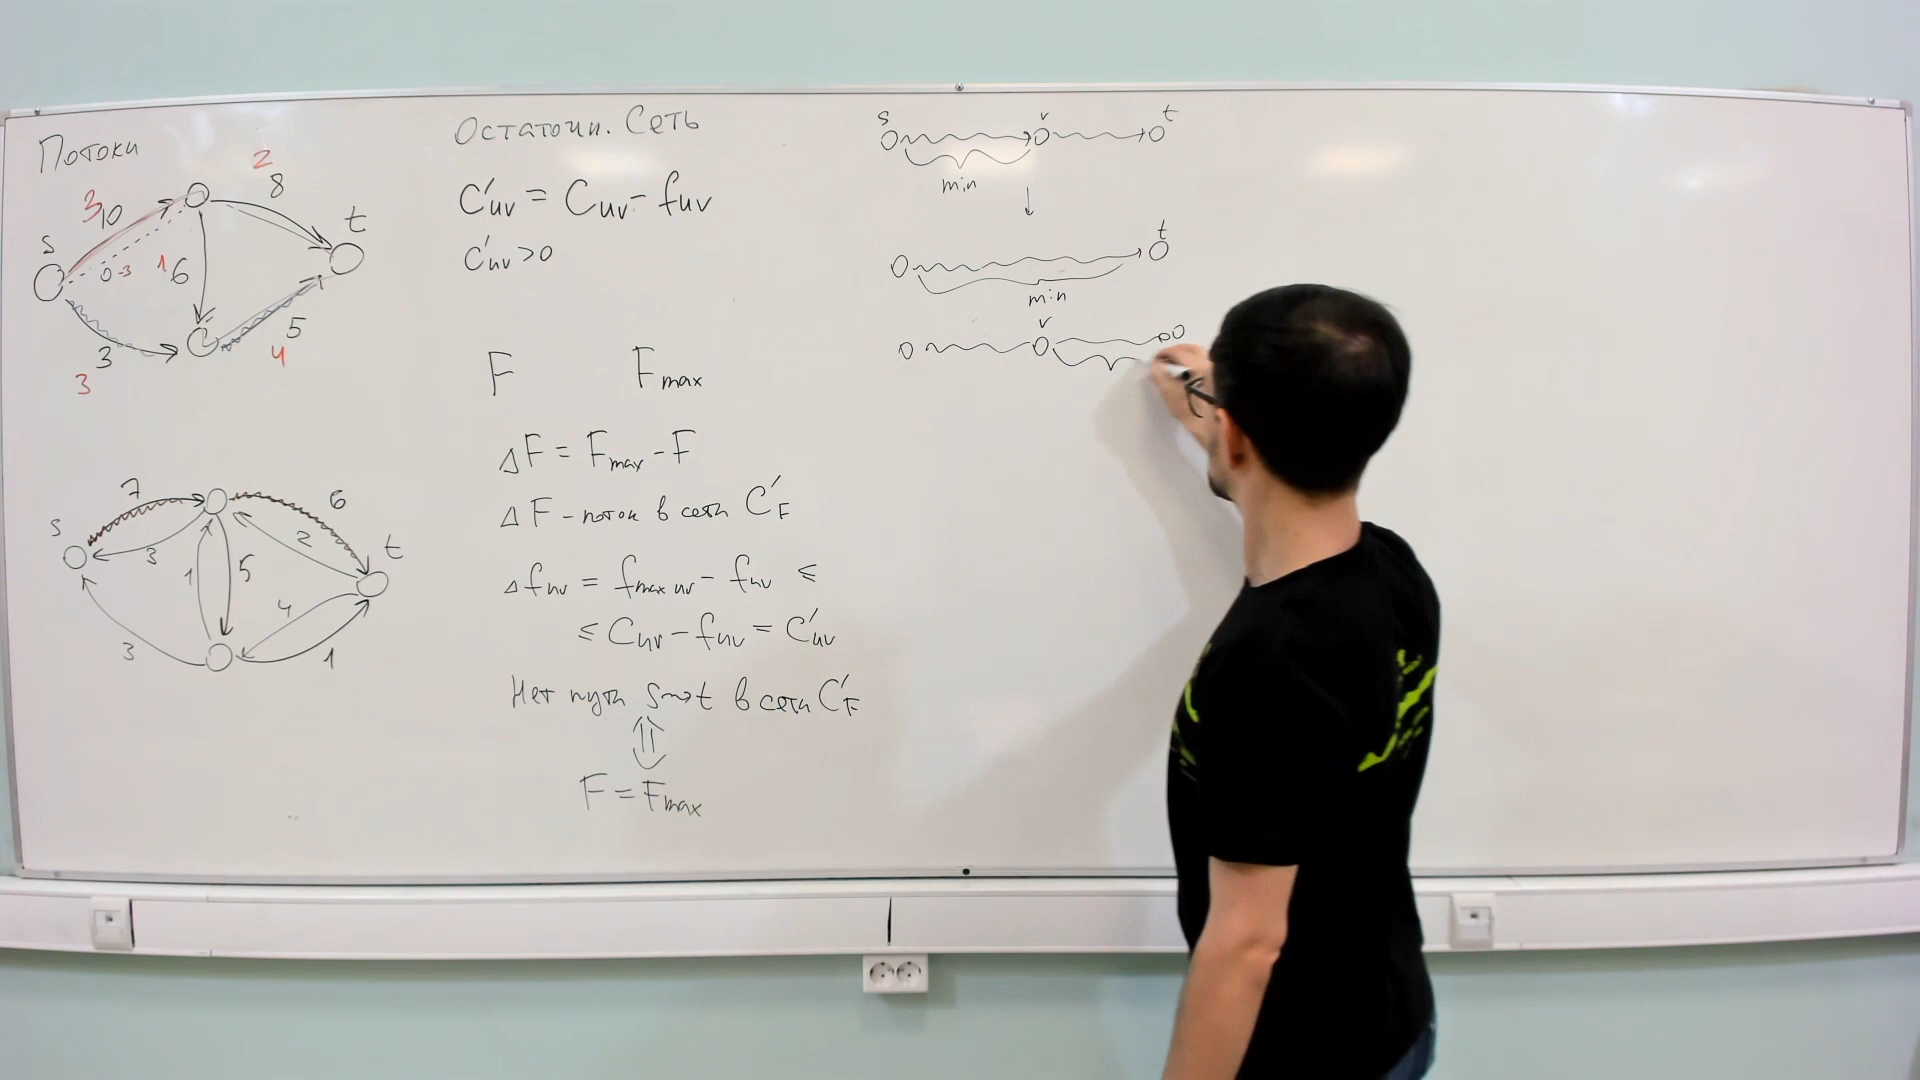 Потоки
2
8
3
10
s
t
0-3
1
6
5
4
3
3
7
6
s
t
3
2
1
5
4
3
1
Остаточн. Сеть
C'uv = Cuv - fuv
C'uv > 0
F Fmax
ΔF = Fmax - F
ΔF - поток в сети C'F
Δfuv = fmax uv - fuv ≤
≤ Cuv - fuv = C'uv
Нет пути s⇝t в сети C'F
⇕
F = Fmax
s v t
min
↓
t
min
v